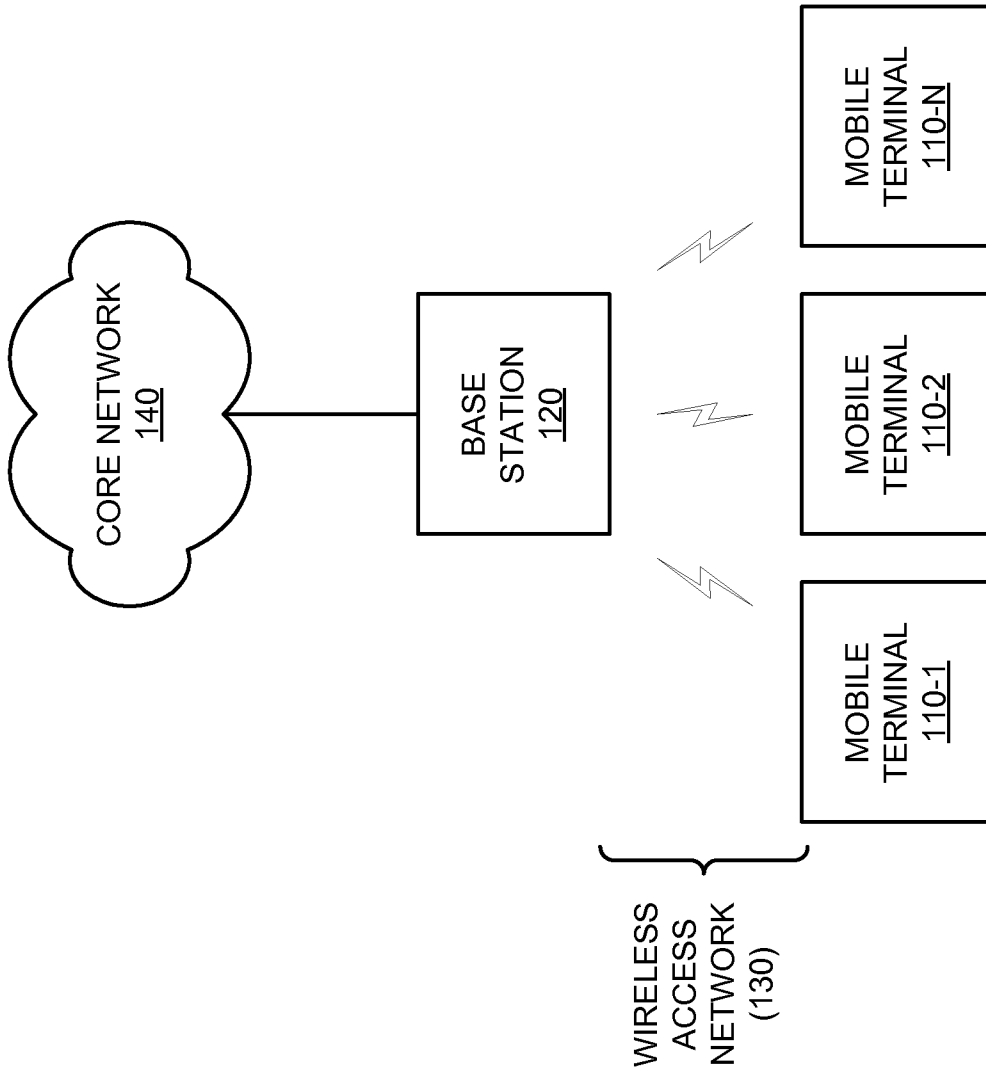 CORE NETWORK
140
BASE
STATION
120
WIRELESS
ACCESS
NETWORK
(130)
MOBILE
TERMINAL
110-1
MOBILE
TERMINAL
110-2
MOBILE
TERMINAL
110-N